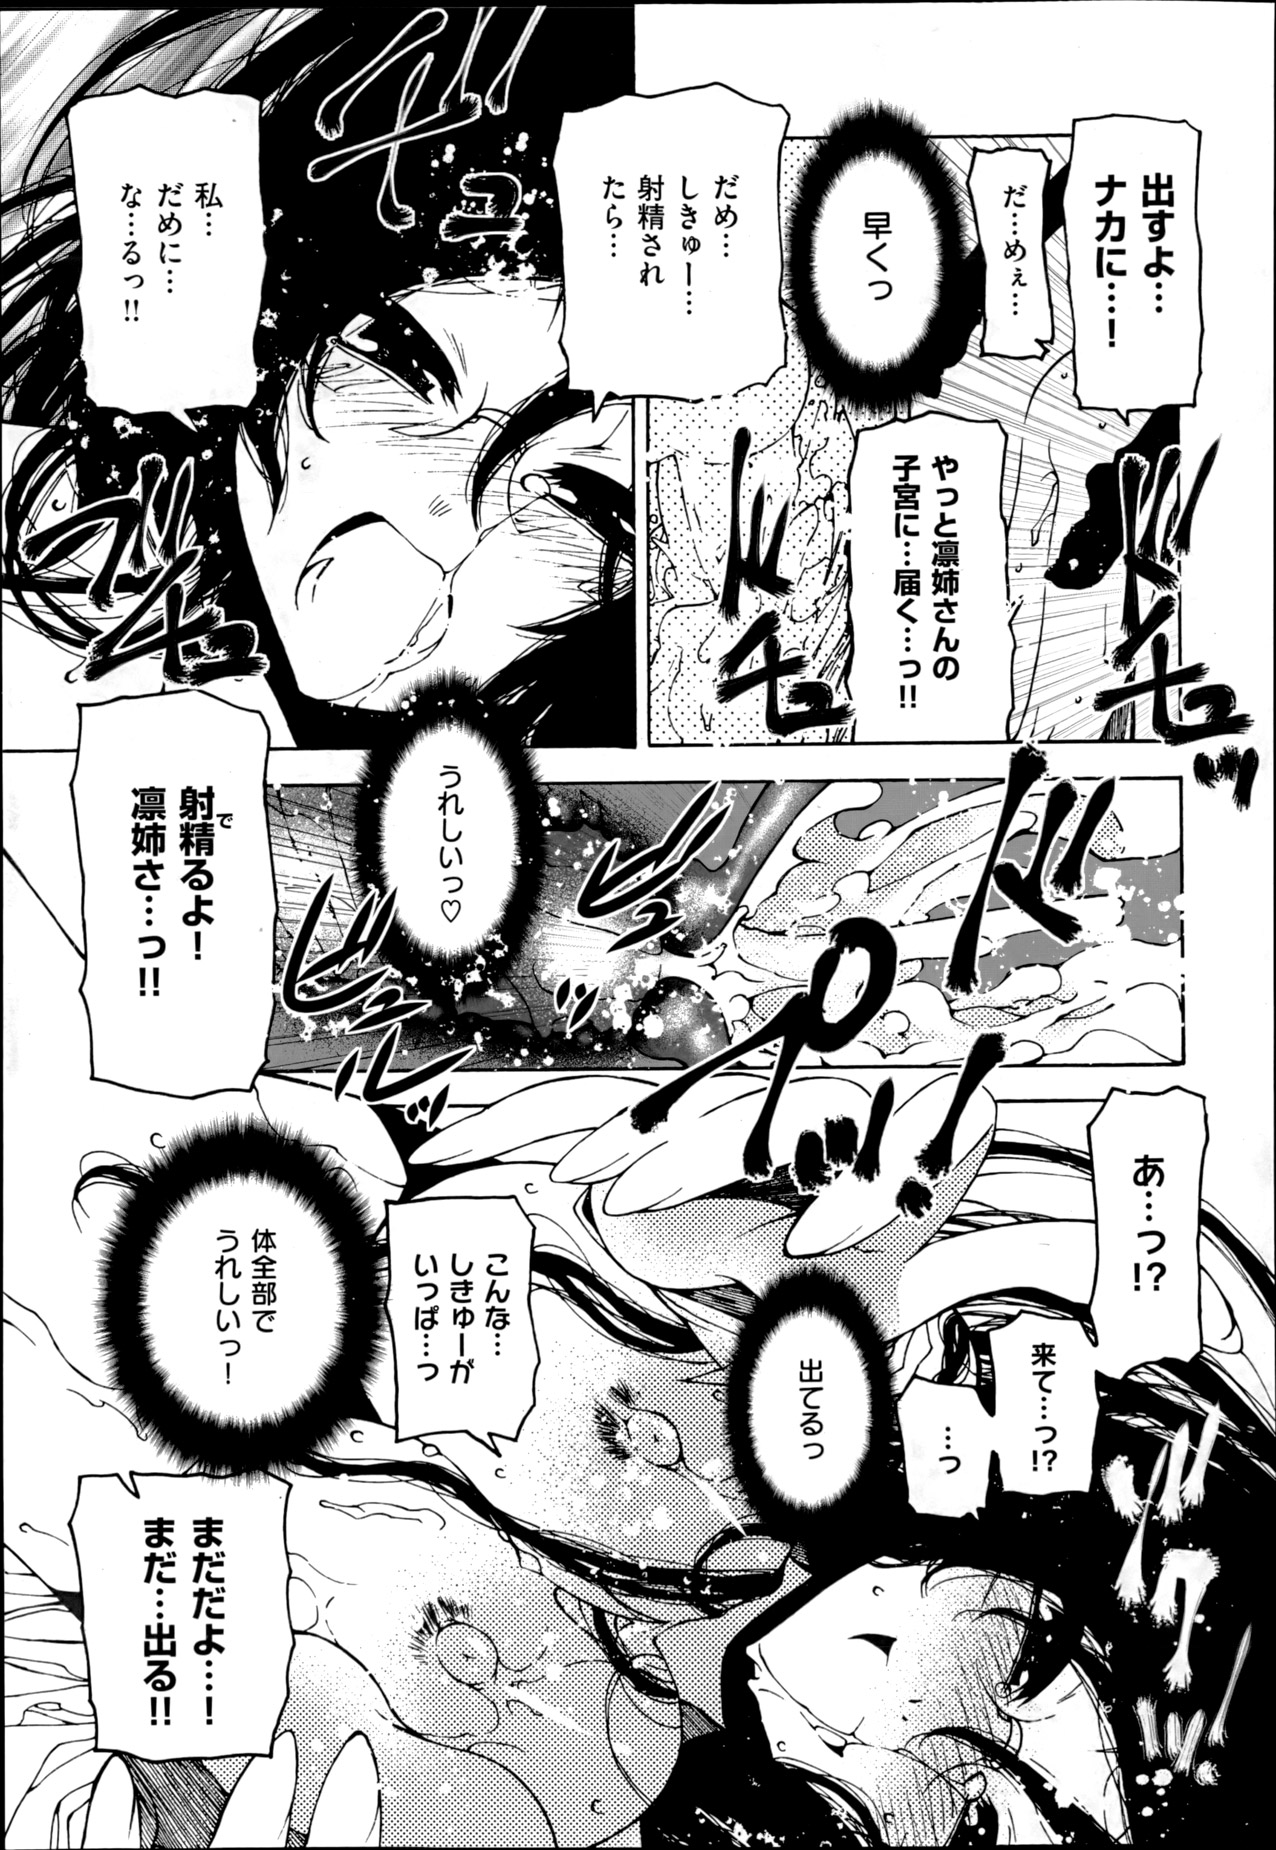 出すよ…
ナカに…！
だ…めぇ…
早くっ
やっと凛姉さんの
子宮に…届く…っ!!
だめ…
しきゅー…
射精され
たら…
私…
だめに…
な…るっ!!
うれしいっ♡
射精るよ！
で
凛姉さ…っ!!
あ…っ!?
来て…っ!?
…っ
出てるっ
こんな…
しきゅーが
いっぱ…っ
体全部で
うれしいっ！
まだだよ…！
まだ…出る!!